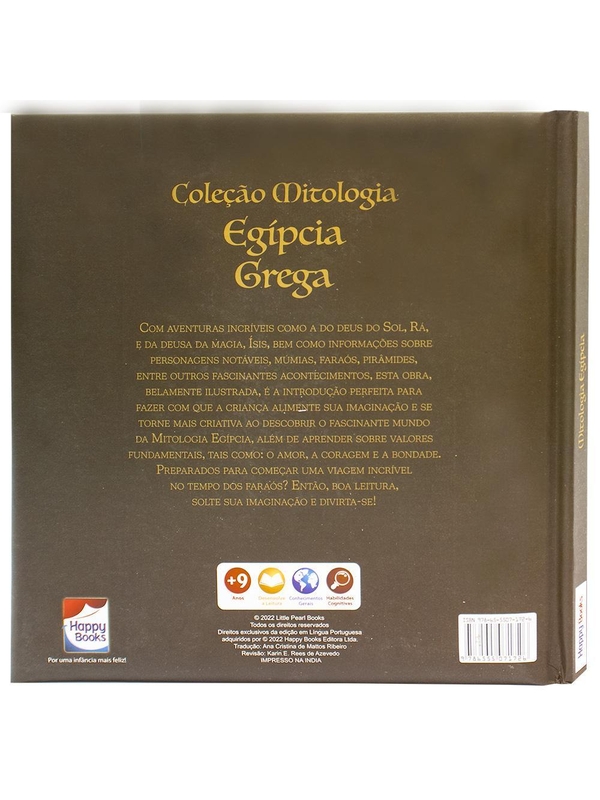 Coleção Mitologia
Egípcia
Grega
Com aventuras incríveis como a do deus do Sol, Rá,
e da deusa da magia, Ísis, bem como informações sobre
personagens notáveis, múmias, faraós, pirâmides,
entre outros fascinantes acontecimentos, esta obra,
belamente ilustrada, é a introdução perfeita para
fazer com que a criança alimente sua imaginação e se
torne mais criativa ao descobrir o fascinante mundo
da Mitologia Egípcia, além de aprender sobre valores
fundamentais, tais como: o amor, a coragem e a bondade.
Preparados para começar uma viagem incrível
no tempo dos faraós? Então, boa leitura,
solte sua imaginação e divirta-se!
+9
Anos
e Leitura
Conhecimentos
Gerais
Habilidades
Cognitivas
© 2022 Little Pearl Books
Todos os direitos reservados
Direitos exclusivos da edição em Língua Portuguesa
adquiridos por © 2022 Happy Books Editora Ltda.
Tradução: Ana Cristina de Mattos Ribeiro
Revisão: Karin E. Rees de Azevedo
IMPRESSO NA INDIA
Happy
Books
Por uma infância mais feliz!
ISBN
Mitologia Egípcia
Happy Books